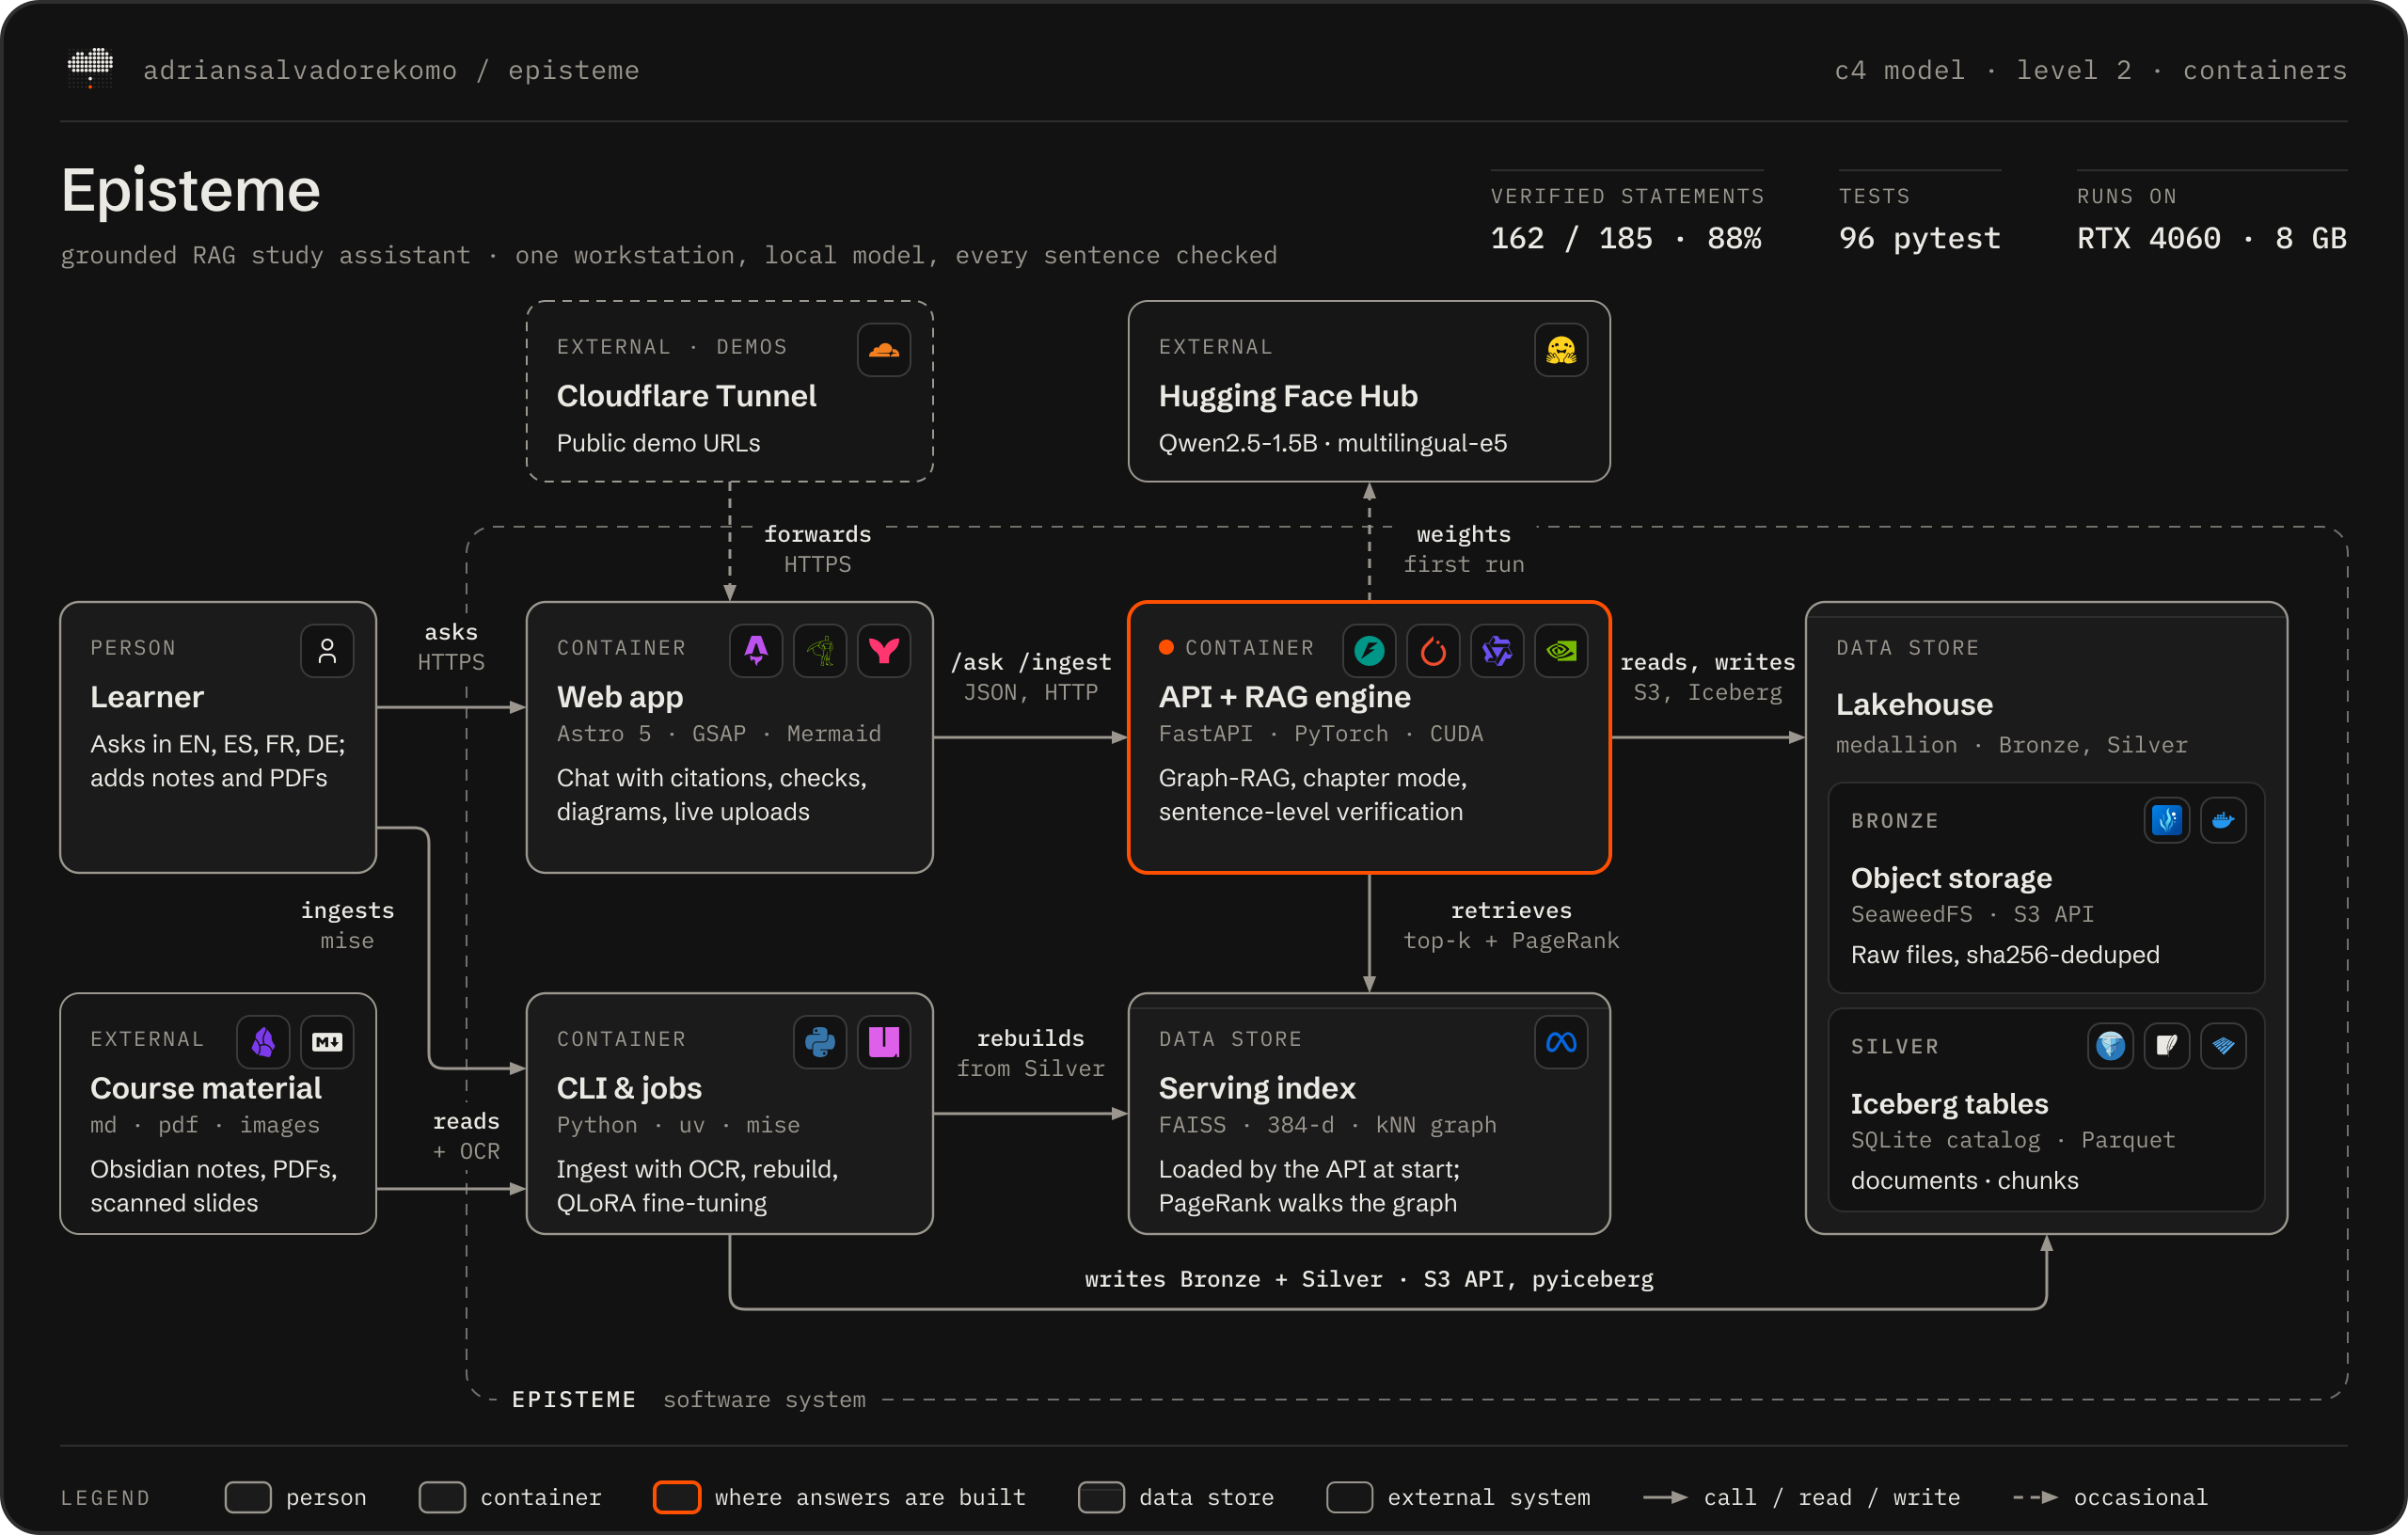 adriansalvadorekomo / episteme
c4 model · level 2 · containers
Episteme
grounded RAG study assistant · one workstation, local model, every sentence checked
VERIFIED STATEMENTS
162 / 185 · 88%
TESTS
96 pytest
RUNS ON
RTX 4060 · 8 GB
EXTERNAL · DEMOS
Cloudflare Tunnel
Public demo URLs
EXTERNAL
Hugging Face Hub
Qwen2.5-1.5B · multilingual-e5
forwards
HTTPS
weights
first run
PERSON
Learner
Asks in EN, ES, FR, DE;
adds notes and PDFs
asks
HTTPS
CONTAINER
Web app
Astro 5 · GSAP · Mermaid
Chat with citations, checks,
diagrams, live uploads
/ask /ingest
JSON, HTTP
CONTAINER
API + RAG engine
FastAPI · PyTorch · CUDA
Graph-RAG, chapter mode,
sentence-level verification
reads, writes
S3, Iceberg
DATA STORE
Lakehouse
medallion · Bronze, Silver
BRONZE
Object storage
SeaweedFS · S3 API
Raw files, sha256-deduped
SILVER
Iceberg tables
SQLite catalog · Parquet
documents · chunks
ingests
mise
retrieves
top-k + PageRank
EXTERNAL
M↓
Course material
md · pdf · images
Obsidian notes, PDFs,
scanned slides
reads
+ OCR
CONTAINER
CLI & jobs
Python · uv · mise
Ingest with OCR, rebuild,
QLoRA fine-tuning
rebuilds
from Silver
DATA STORE
Serving index
FAISS · 384-d · kNN graph
Loaded by the API at start;
PageRank walks the graph
writes Bronze + Silver · S3 API, pyiceberg
EPISTEME software system
LEGEND
person
container
where answers are built
data store
external system
call / read / write
occasional